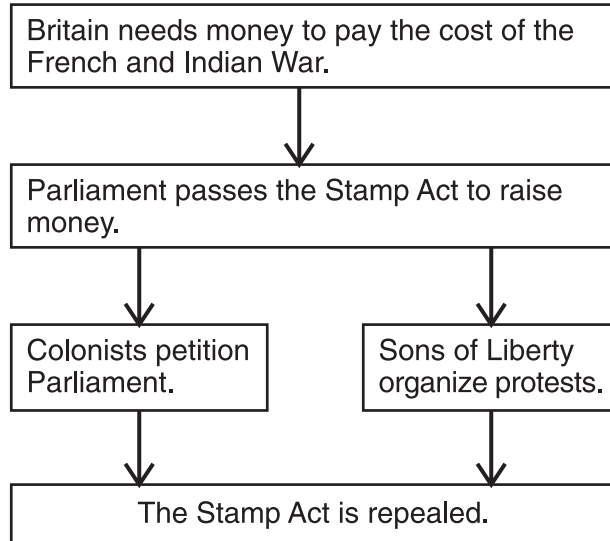 Britain needs money to pay the cost of the
French and Indian War.
Parliament passes the Stamp Act to raise
money.
Colonists petition
Parliament.
Sons of Liberty
organize protests.
The Stamp Act is repealed.